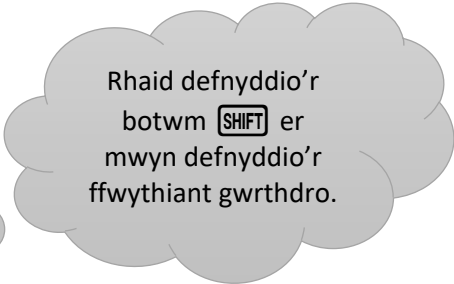 Rhaid defnyddio'r
botwm SHIFT er
mwyn defnyddio'r
ffwythiant gwrthdro.